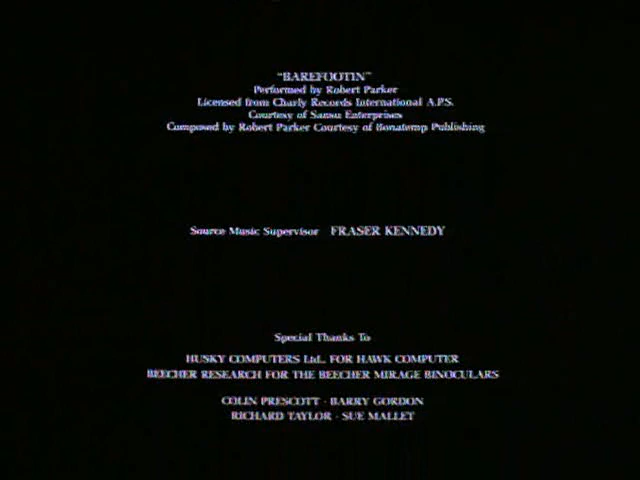 "BAREFOOTIN"
Performed by Robert Parker
Licensed from Charly Records International A.P.S.
Courtesy of Sansu Enterprises
Composed by Robert Parker Courtesy of Bonatemp Publishing
Source Music Supervisor FRASER KENNEDY
Special Thanks To
HUSKY COMPUTERS Ltd., FOR HAWK COMPUTER
BEECHER RESEARCH FOR THE BEECHER MIRAGE BINOCULARS
COLIN PRESCOTT · BARRY GORDON
RICHARD TAYLOR · SUE MALLET